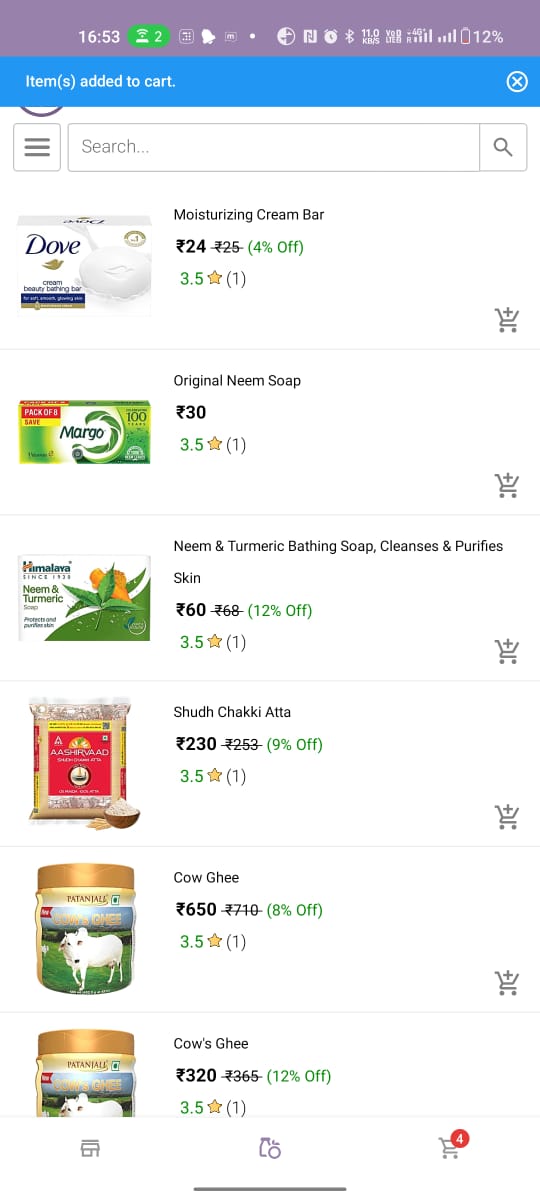 16:53 2 m 11.0 KB/S Vo LTE 4G R 12%
Item(s) added to cart.
Search...
Dove
Dove
cream
beauty bathing bar
for soft, smooth, glowing skin
Moisturizing Cream Bar
₹24 ₹25 (4% Off)
3.5 (1)
PACK OF 8
SAVE
Margo
100
YEARS
Original Neem Soap
₹30
3.5 (1)
Himalaya
SINCE 1930
Neem &
Turmeric
Soap
Protects and
purifies skin
Neem & Turmeric Bathing Soap, Cleanses & Purifies
Skin
₹60 ₹68 (12% Off)
3.5 (1)
AASHIRVAAD
SHUDH CHAKKI ATTA
Shudh Chakki Atta
₹230 ₹253 (9% Off)
3.5 (1)
PATANJALI
COW's GHEE
Cow Ghee
₹650 ₹710 (8% Off)
3.5 (1)
PATANJALI
COW's GHEE
Cow's Ghee
₹320 ₹365 (12% Off)
3.5 (1)
4